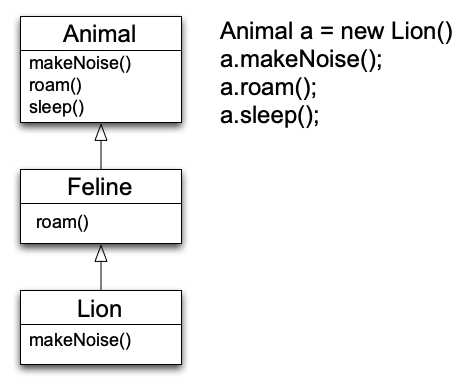 Animal
makeNoise()
roam()
sleep()
Feline
roam()
Lion
makeNoise()
Animal a = new Lion()
a.makeNoise();
a.roam();
a.sleep();